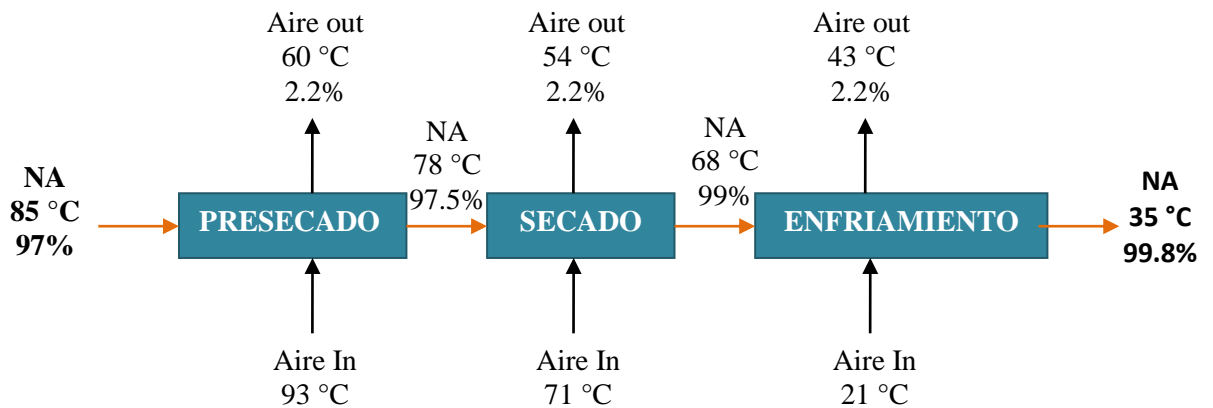 Aire out
60 °C
2.2%
Aire out
54 °C
2.2%
Aire out
43 °C
2.2%
NA
85 °C
97%
PRESECADO
NA
78 °C
97.5%
SECADO
NA
68 °C
99%
ENFRIAMIENTO
NA
35 °C
99.8%
Aire In
93 °C
Aire In
71 °C
Aire In
21 °C